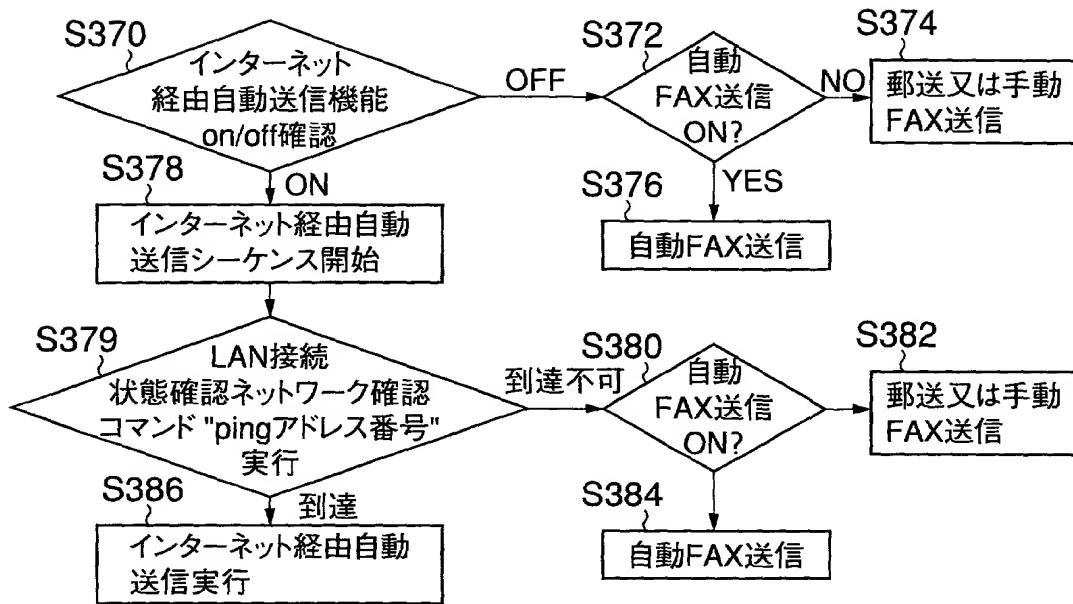 S370
インターネット
経由自動送信機能
on/off確認
OFF
S372
自動
FAX送信
ON?
NO
S374
郵送又は手動
FAX送信
S378
ON
インターネット経由自動
送信シーケンス開始
S376
YES
自動FAX送信
S379
LAN接続
状態確認ネットワーク確認
コマンド "pingアドレス番号"
実行
到達不可
S380
自動
FAX送信
ON?
S382
郵送又は手動
FAX送信
S386
到達
インターネット経由自動
送信実行
S384
自動FAX送信